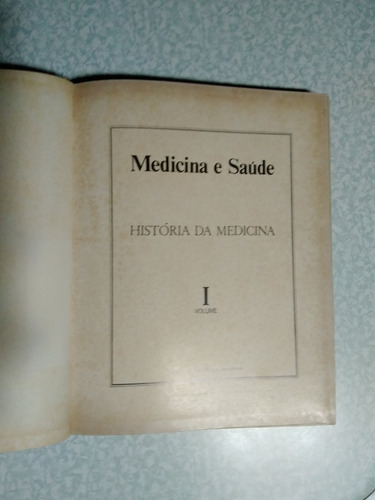 Medicina e Saúde
HISTÓRIA DA MEDICINA
I
VOLUME